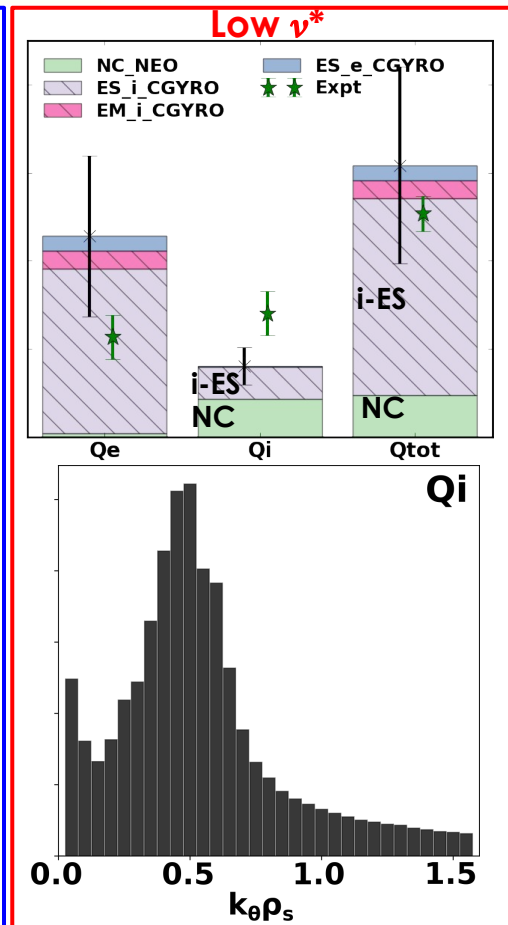 Low ν*
NC_NEO
ES_i_CGYRO
EM_i_CGYRO
ES_e_CGYRO
Expt
i-ES
i-ES
NC
NC
Qe Qi Qtot
Qi
0.0 0.5 1.0 1.5
kθρs